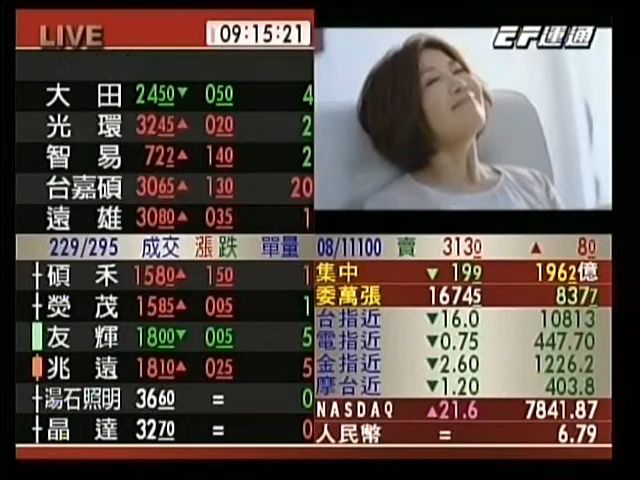 LIVE 09:15:21
ET運通
大田 2450▼ 050 4
光環 3245▲ 020 2
智易 722▲ 140 2
台嘉碩 3065▲ 130 20
遠雄 3080▲ 035 1
229/295 成交 漲跌 單量
08/11100 賣 3130 ▲ 80
碩禾 1580▲ 150 1
熒茂 1585▲ 005 1
友輝 1800▼ 005 5
兆遠 1810▲ 025 5
湯石照明 3660 = 0
晶達 3270 = 0
集中 ▼ 199 1962億
委萬張 16745 8377
台指近 ▼16.0 10813
電指近 ▼0.75 447.70
金指近 ▼2.60 1226.2
摩台近 ▼1.20 403.8
NASDAQ ▲21.6 7841.87
人民幣 = 6.79